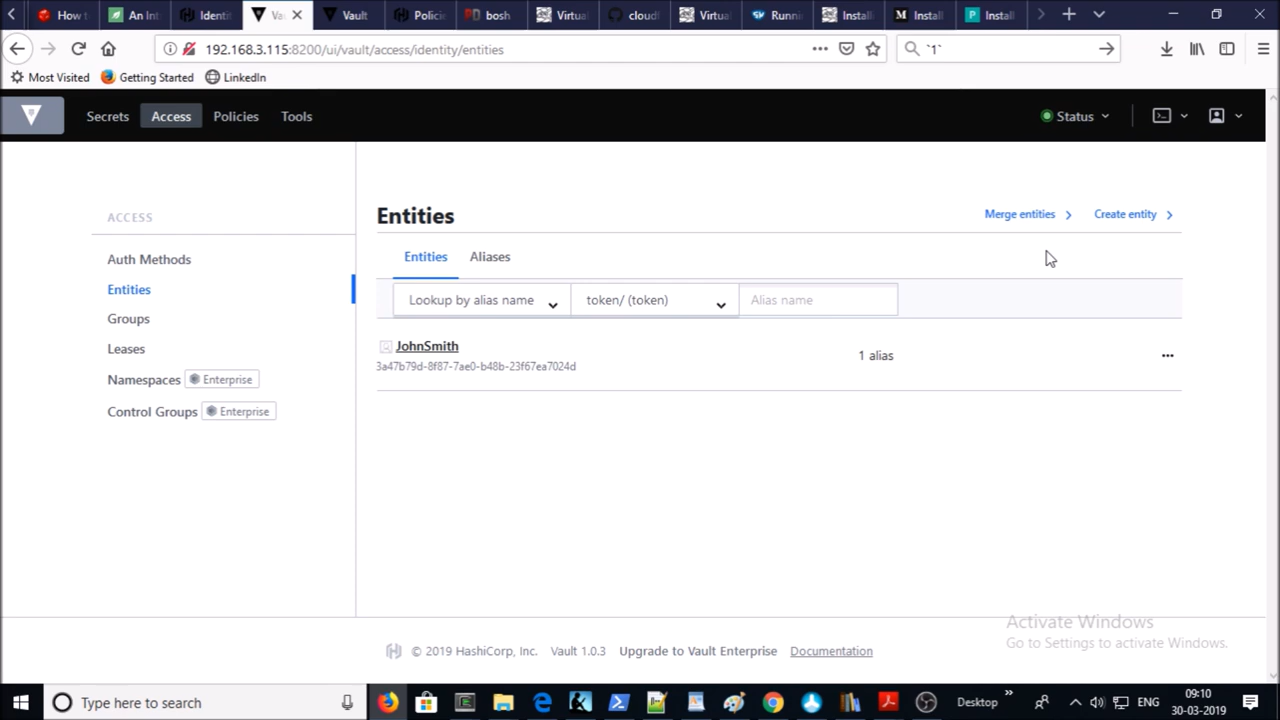 How t
An Int
Identi
Va
Vault
Policie
bosh
Virtua
cloudf
Virtua
Runni
Installi
Install
Install
192.168.3.115:8200/ui/vault/access/identity/entities
`1`
Most Visited
Getting Started
LinkedIn
Secrets
Access
Policies
Tools
Status
ACCESS
Auth Methods
Entities
Groups
Leases
Namespaces Enterprise
Control Groups Enterprise
Entities
Merge entities
Create entity
Entities
Aliases
Lookup by alias name
token/ (token)
Alias name
JohnSmith
3a47b79d-8f87-7ae0-b48b-23f67ea7024d
1 alias
Activate Windows
Go to Settings to activate Windows.
© 2019 HashiCorp, Inc.
Vault 1.0.3
Upgrade to Vault Enterprise
Documentation
Type here to search
Desktop
ENG
09:10
30-03-2019